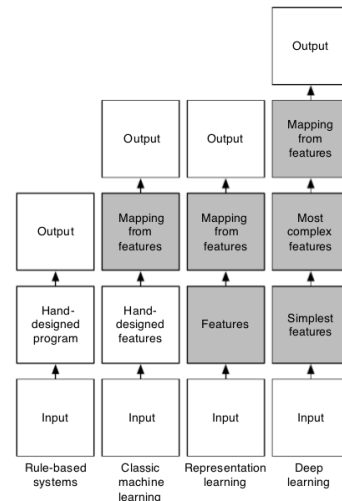 Output
Mapping
from
features
Output
Output
Most
complex
features
Mapping
from
features
Mapping
from
features
Output
Simplest
features
Features
Hand-
designed
features
Hand-
designed
program
Input
Input
Input
Input
Rule-based
systems
Classic
machine
learning
Representation
learning
Deep
learning